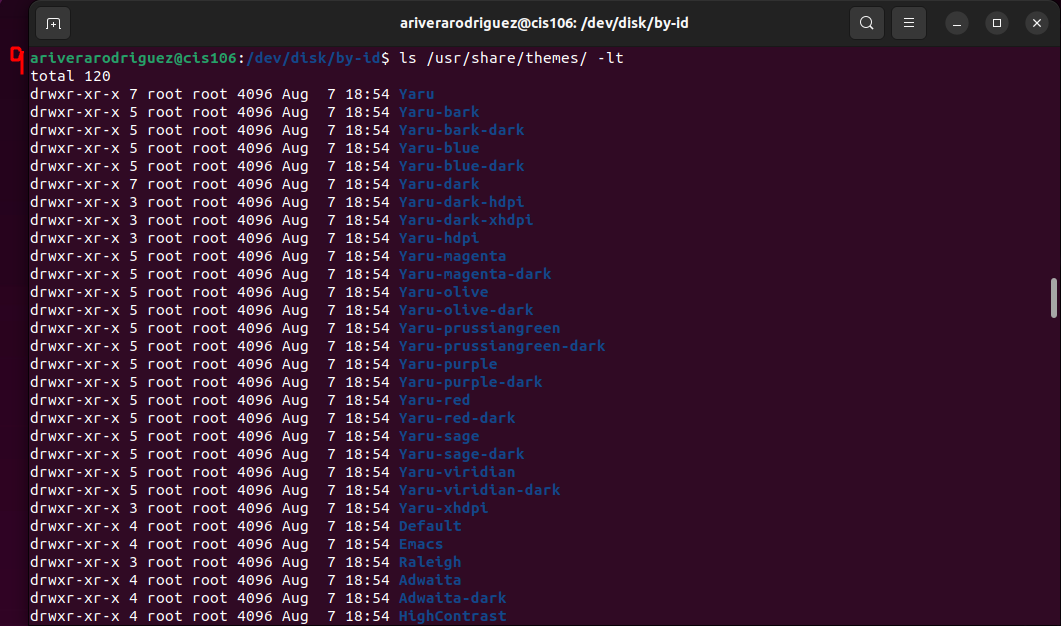 ariverarodriguez@cis106: /dev/disk/by-id
ariverarodriguez@cis106:/dev/disk/by-id$ ls /usr/share/themes/ -lt
total 120
drwxr-xr-x 7 root root 4096 Aug  7 18:54 Yaru
drwxr-xr-x 5 root root 4096 Aug  7 18:54 Yaru-bark
drwxr-xr-x 5 root root 4096 Aug  7 18:54 Yaru-bark-dark
drwxr-xr-x 5 root root 4096 Aug  7 18:54 Yaru-blue
drwxr-xr-x 5 root root 4096 Aug  7 18:54 Yaru-blue-dark
drwxr-xr-x 7 root root 4096 Aug  7 18:54 Yaru-dark
drwxr-xr-x 3 root root 4096 Aug  7 18:54 Yaru-dark-hdpi
drwxr-xr-x 3 root root 4096 Aug  7 18:54 Yaru-dark-xhdpi
drwxr-xr-x 3 root root 4096 Aug  7 18:54 Yaru-hdpi
drwxr-xr-x 5 root root 4096 Aug  7 18:54 Yaru-magenta
drwxr-xr-x 5 root root 4096 Aug  7 18:54 Yaru-magenta-dark
drwxr-xr-x 5 root root 4096 Aug  7 18:54 Yaru-olive
drwxr-xr-x 5 root root 4096 Aug  7 18:54 Yaru-olive-dark
drwxr-xr-x 5 root root 4096 Aug  7 18:54 Yaru-prussiangreen
drwxr-xr-x 5 root root 4096 Aug  7 18:54 Yaru-prussiangreen-dark
drwxr-xr-x 5 root root 4096 Aug  7 18:54 Yaru-purple
drwxr-xr-x 5 root root 4096 Aug  7 18:54 Yaru-purple-dark
drwxr-xr-x 5 root root 4096 Aug  7 18:54 Yaru-red
drwxr-xr-x 5 root root 4096 Aug  7 18:54 Yaru-red-dark
drwxr-xr-x 5 root root 4096 Aug  7 18:54 Yaru-sage
drwxr-xr-x 5 root root 4096 Aug  7 18:54 Yaru-sage-dark
drwxr-xr-x 5 root root 4096 Aug  7 18:54 Yaru-viridian
drwxr-xr-x 5 root root 4096 Aug  7 18:54 Yaru-viridian-dark
drwxr-xr-x 3 root root 4096 Aug  7 18:54 Yaru-xhdpi
drwxr-xr-x 4 root root 4096 Aug  7 18:54 Default
drwxr-xr-x 4 root root 4096 Aug  7 18:54 Emacs
drwxr-xr-x 3 root root 4096 Aug  7 18:54 Raleigh
drwxr-xr-x 4 root root 4096 Aug  7 18:54 Adwaita
drwxr-xr-x 4 root root 4096 Aug  7 18:54 Adwaita-dark
drwxr-xr-x 4 root root 4096 Aug  7 18:54 HighContrast